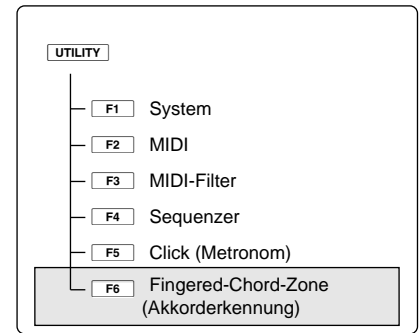 UTILITY
F1 System
F2 MIDI
F3 MIDI-Filter
F4 Sequenzer
F5 Click (Metronom)
F6 Fingered-Chord-Zone
(Akkorderkennung)